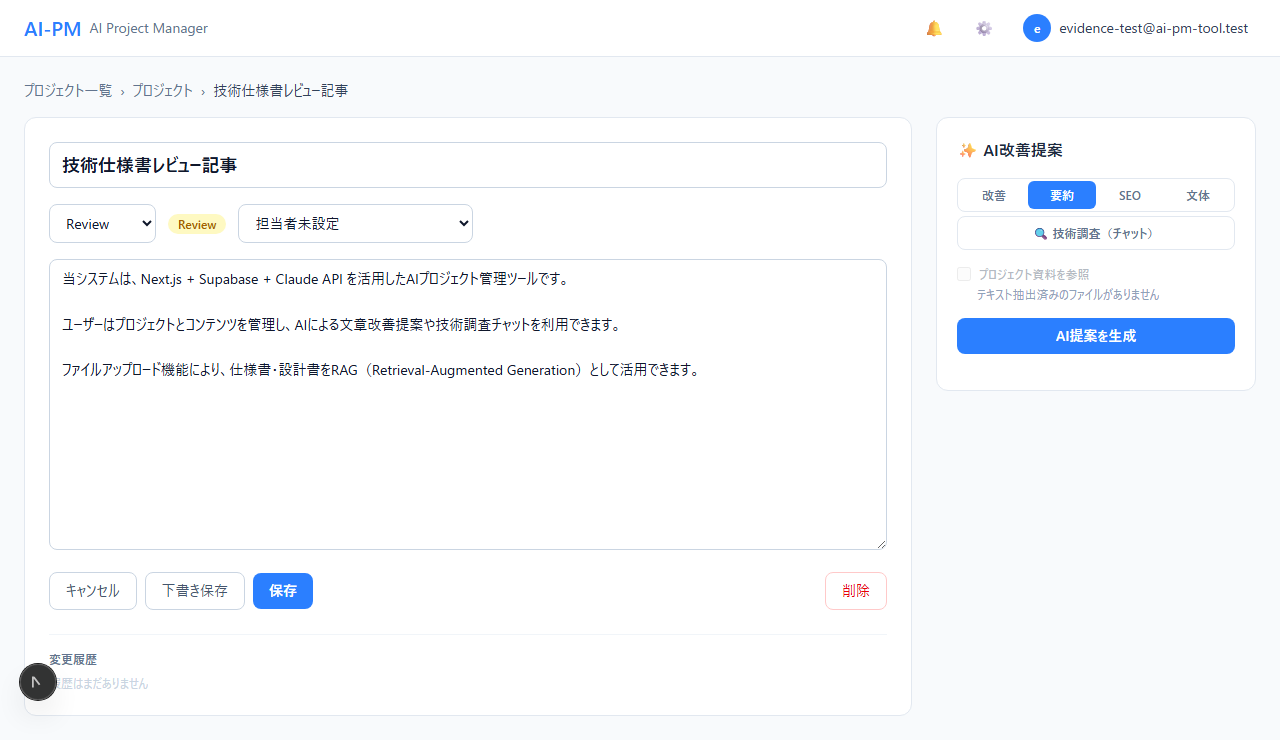 AI-PM AI Project Manager
e evidence-test@ai-pm-tool.test
プロジェクト一覧 › プロジェクト › 技術仕様書レビュー記事
技術仕様書レビュー記事
Review Review 担当者未設定
当システムは、Next.js + Supabase + Claude API を活用したAIプロジェクト管理ツールです。
ユーザーはプロジェクトとコンテンツを管理し、AIによる文章改善提案や技術調査チャットを利用できます。
ファイルアップロード機能により、仕様書・設計書をRAG（Retrieval-Augmented Generation）として活用できます。
キャンセル 下書き保存 保存 削除
変更履歴
歴はまだありません
AI改善提案
改善 要約 SEO 文体
技術調査（チャット）
プロジェクト資料を参照
テキスト抽出済みのファイルがありません
AI提案を生成